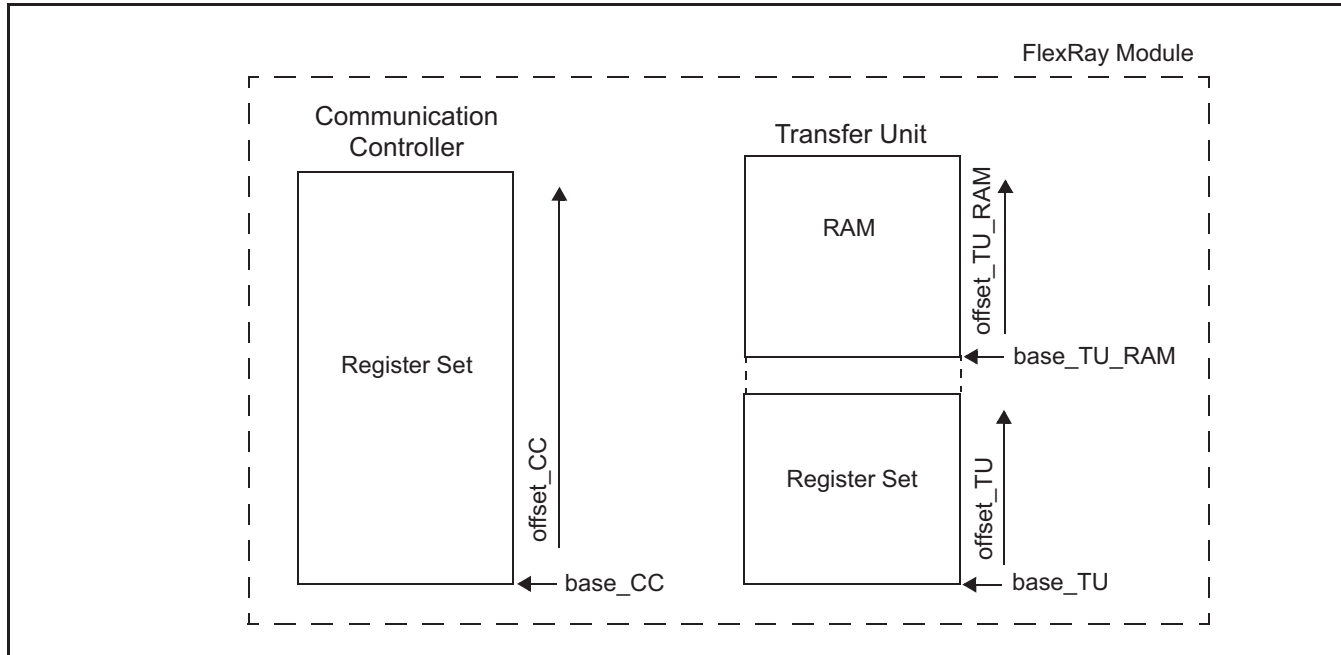 FlexRay Module
Communication
Controller
Transfer Unit
RAM
offset_TU_RAM
base_TU_RAM
Register Set
offset_CC
base_CC
Register Set
offset_TU
base_TU